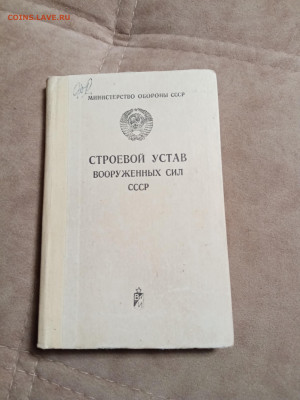 COINS.LAVE.RU
МИНИСТЕРСТВО ОБОРОНЫ СССР
СТРОЕВОЙ УСТАВ
ВООРУЖЕННЫХ СИЛ
СССР